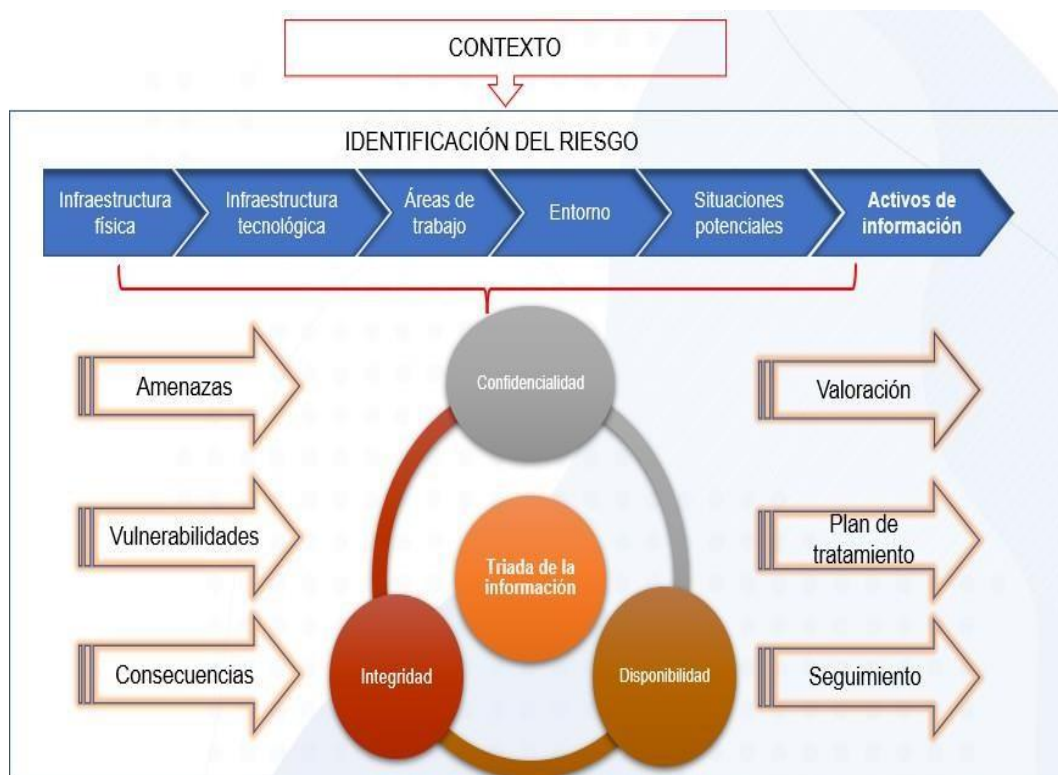 CONTEXTO
IDENTIFICACIÓN DEL RIESGO
Infraestructura
física
Infraestructura
tecnológica
Áreas de
trabajo
Entorno
Situaciones
potenciales
Activos de
información
Amenazas
Confidencialidad
Valoración
Vulnerabilidades
Triada de la
información
Plan de
tratamiento
Consecuencias
Integridad
Disponibilidad
Seguimiento